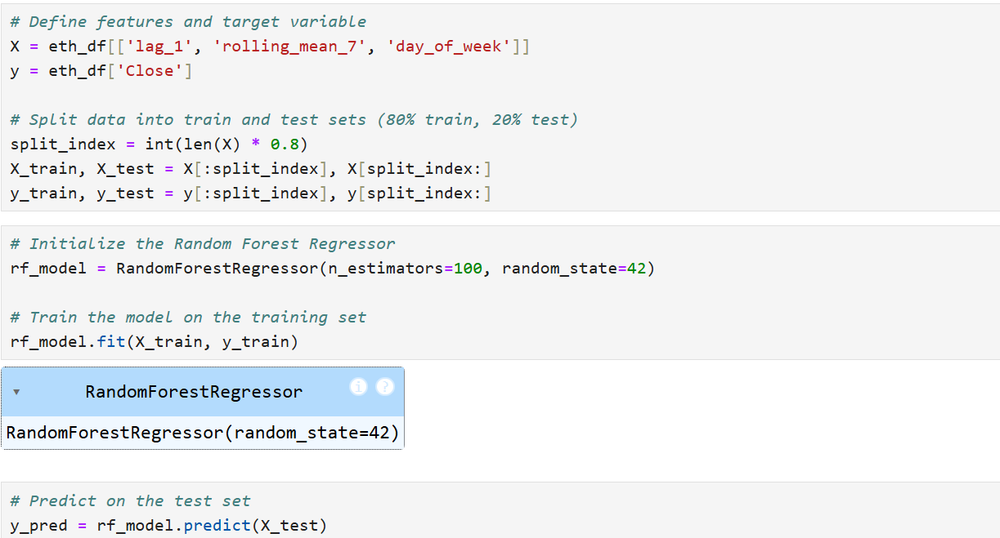 # Define features and target variable
X = eth_df[['lag_1', 'rolling_mean_7', 'day_of_week']]
y = eth_df['Close']
# Split data into train and test sets (80% train, 20% test)
split_index = int(len(X) * 0.8)
X_train, X_test = X[:split_index], X[split_index:]
y_train, y_test = y[:split_index], y[split_index:]
# Initialize the Random Forest Regressor
rf_model = RandomForestRegressor(n_estimators=100, random_state=42)
# Train the model on the training set
rf_model.fit(X_train, y_train)
▾ RandomForestRegressor i ?
RandomForestRegressor(random_state=42)
# Predict on the test set
y_pred = rf_model.predict(X_test)